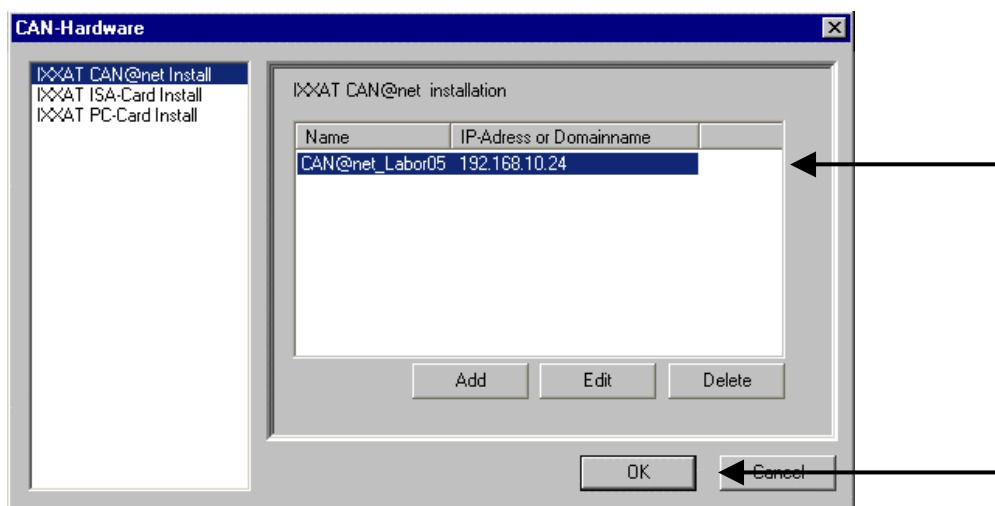 CAN-Hardware
IXXAT CAN@net Install
IXXAT ISA-Card Install
IXXAT PC-Card Install
IXXAT CAN@net installation
Name IP-Adress or Domainname
CAN@net_Labor05 192.168.10.24
Add Edit Delete
OK Cancel